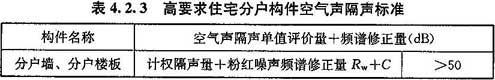 表 4.2.3 高要求住宅分户构件空气声隔声标准
构件名称 空气声隔声单值评价量＋频谱修正量(dB)
分户墙、分户楼板 计权隔声量＋粉红噪声频谱修正量 Rw＋C >50